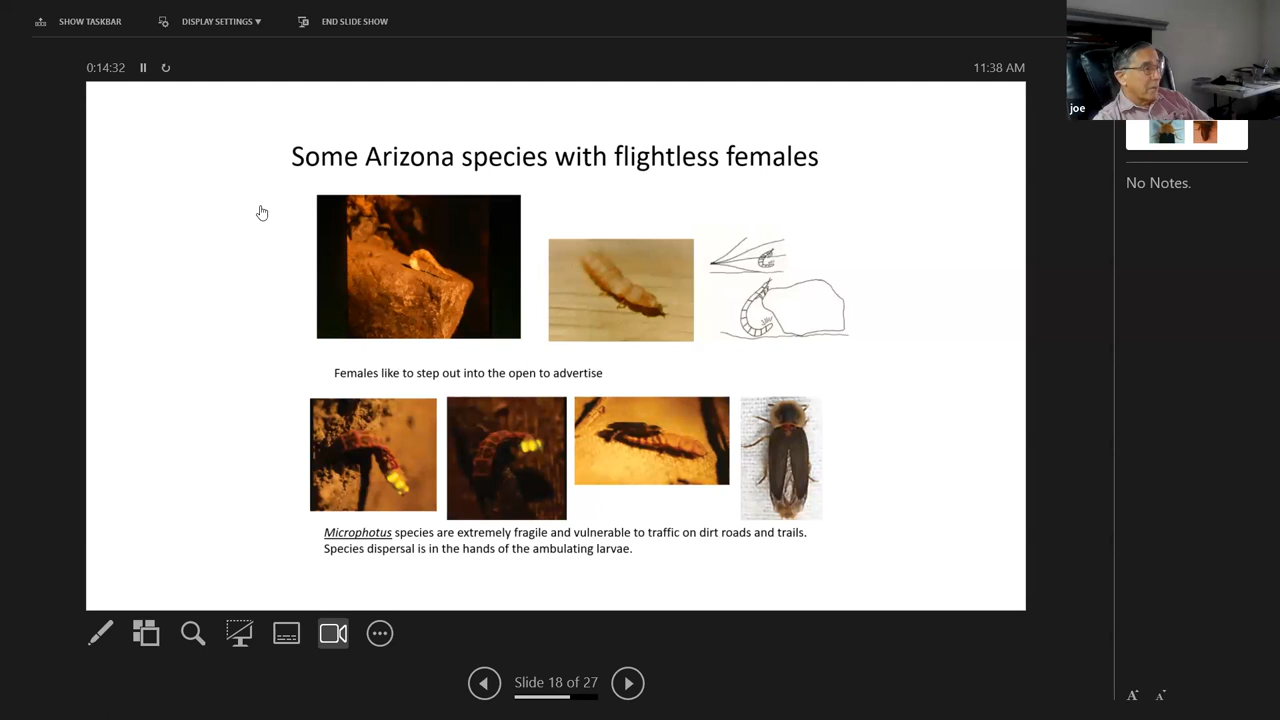 SHOW TASKBAR
DISPLAY SETTINGS ▼
END SLIDE SHOW
0:14:32
11:38 AM
joe
No Notes.
Some Arizona species with flightless females
Females like to step out into the open to advertise
Microphotus species are extremely fragile and vulnerable to traffic on dirt roads and trails.
Species dispersal is in the hands of the ambulating larvae.
Slide 18 of 27
A A